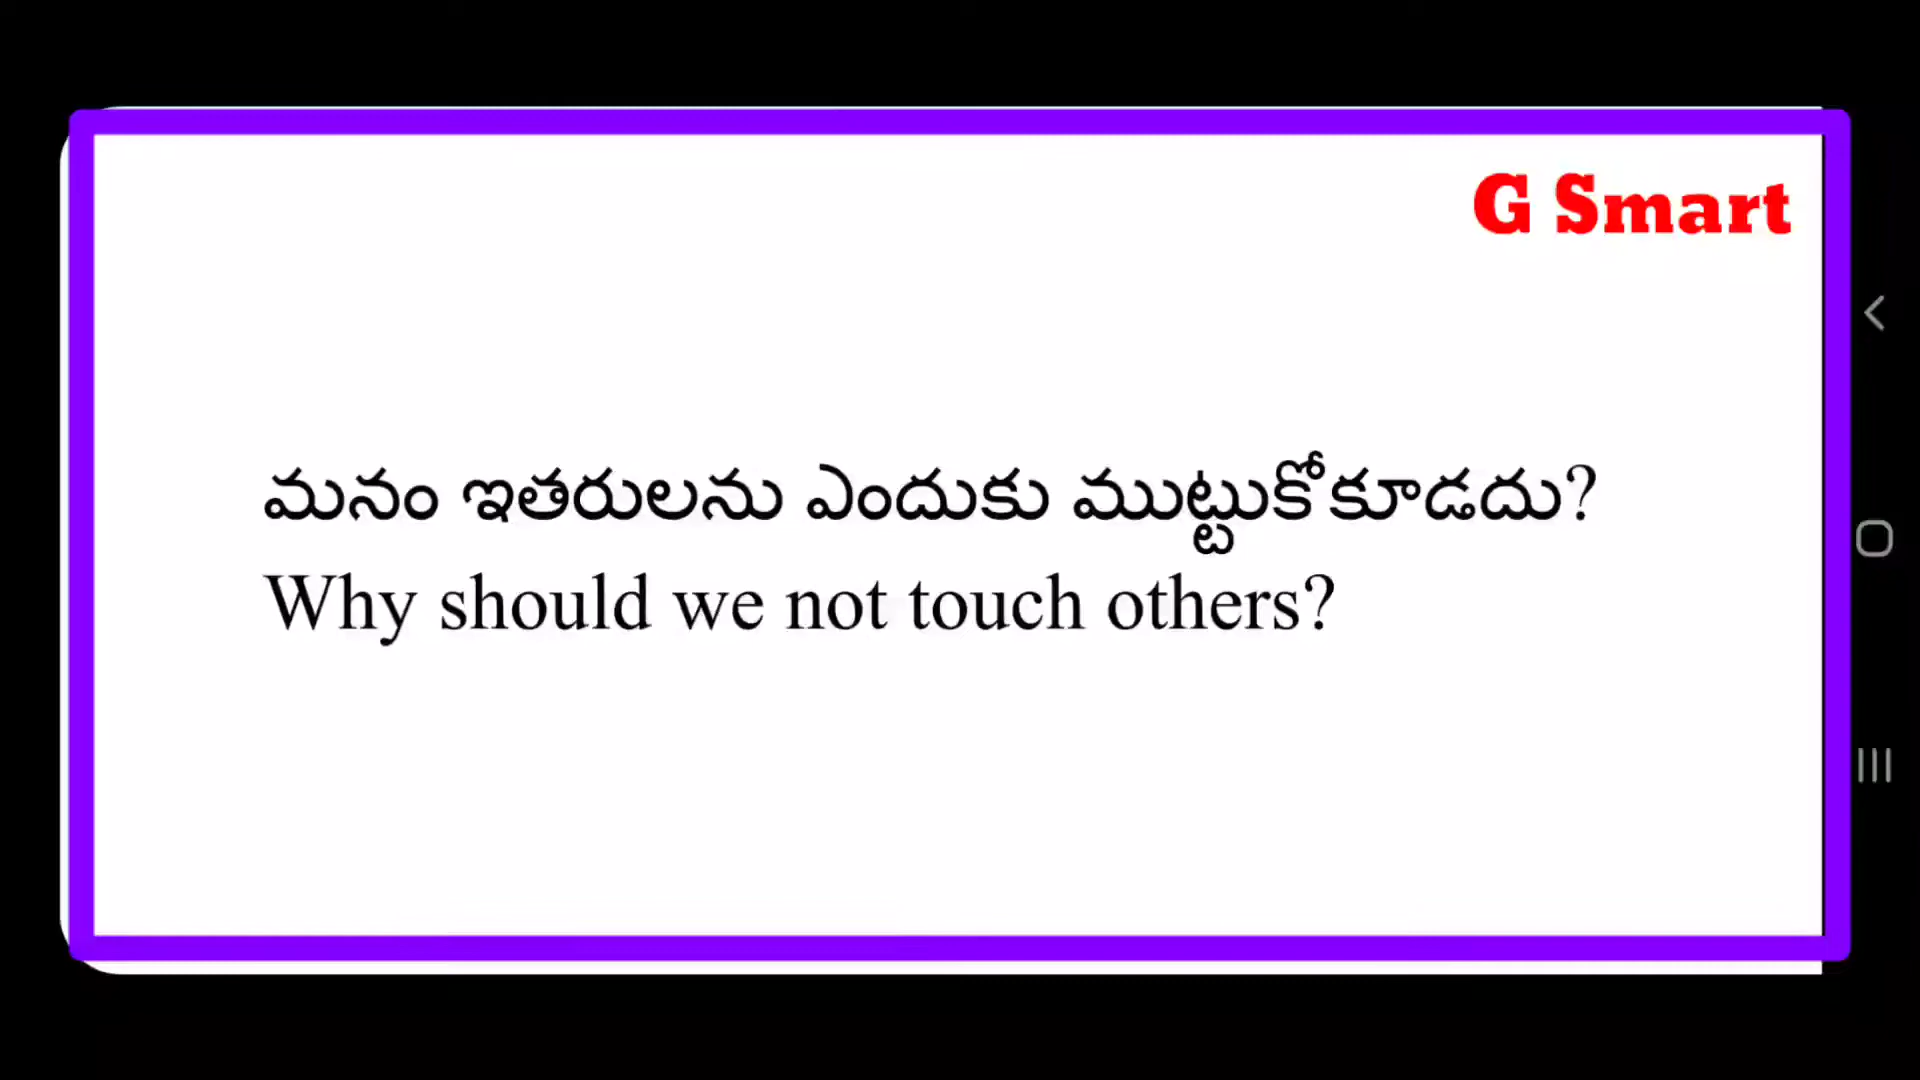 G Smart
మనం ఇతరులను ఎందుకు ముట్టుకోకూడదు?
Why should we not touch others?